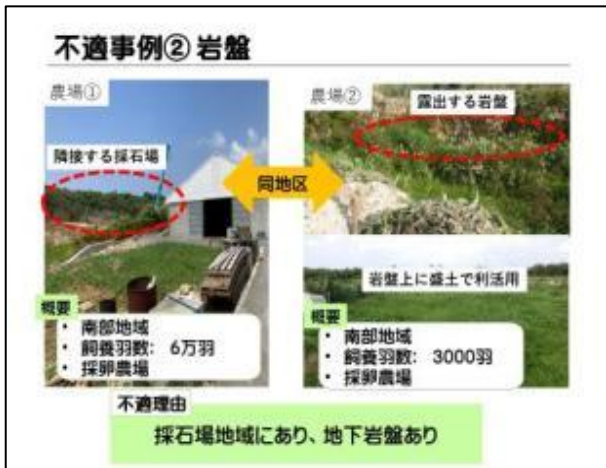 不適事例② 岩盤
農場①
隣接する採石場
同地区
農場②
露出する岩盤
岩盤上に盛土で利活用
概要
・ 南部地域
・ 飼養羽数: 6万羽
・ 採卵農場
概要
・ 南部地域
・ 飼養羽数: 3000羽
・ 採卵農場
不適理由
採石場地域にあり、地下岩盤あり